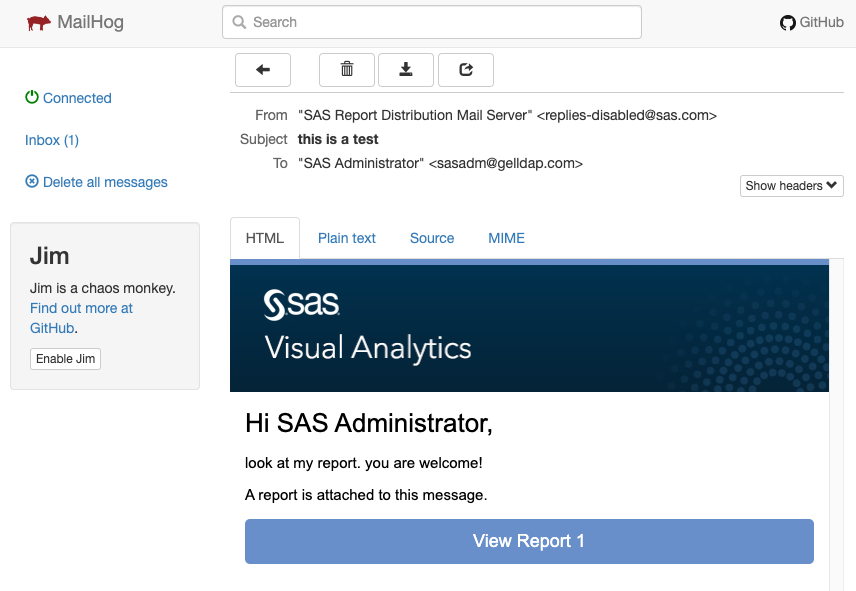 MailHog
Search
GitHub
Connected
Inbox (1)
Delete all messages
Jim
Jim is a chaos monkey.
Find out more at
GitHub.
Enable Jim
From "SAS Report Distribution Mail Server" <replies-disabled@sas.com>
Subject this is a test
To "SAS Administrator" <sasadm@gelldap.com>
Show headers
HTML Plain text Source MIME
sas
Visual Analytics
Hi SAS Administrator,
look at my report. you are welcome!
A report is attached to this message.
View Report 1